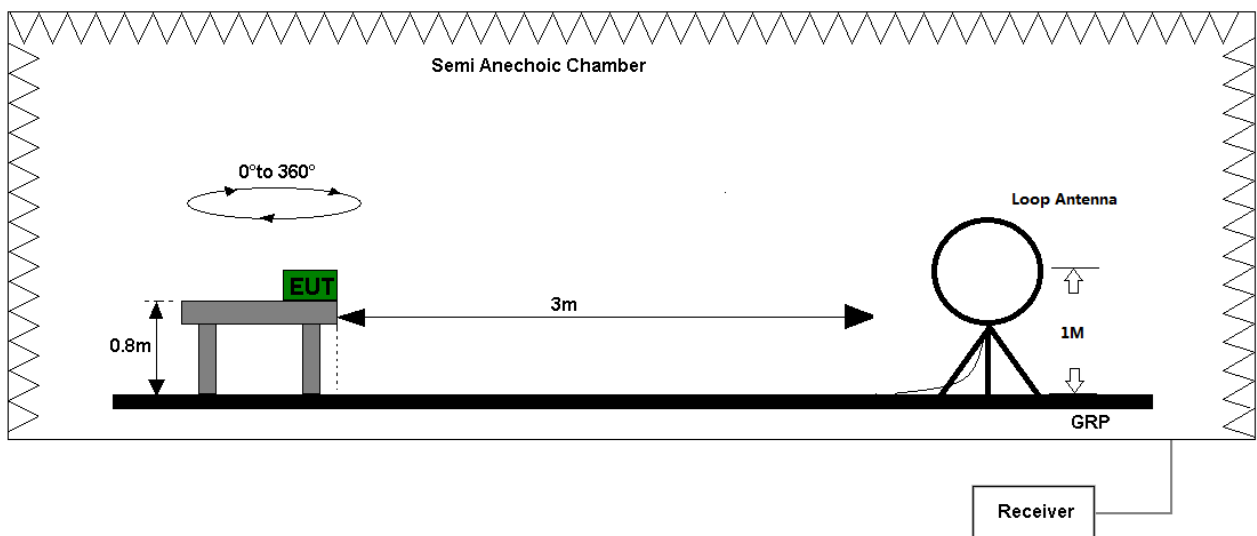 Semi Anechoic Chamber
0°to 360°
Loop Antenna
EUT
3m
0.8m
1M
GRP
Receiver